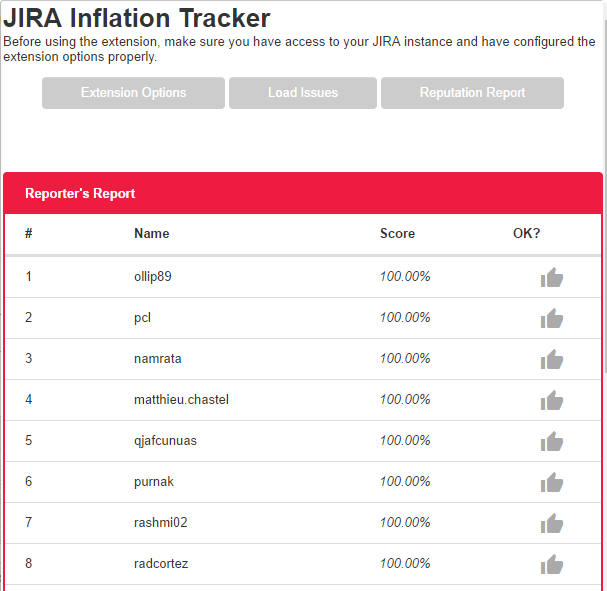 JIRA Inflation Tracker
Before using the extension, make sure you have access to your JIRA instance and have configured the
extension options properly.
Extension Options Load Issues Reputation Report
Reporter's Report
# Name Score OK?
1 ollip89 100.00%
2 pcl 100.00%
3 namrata 100.00%
4 matthieu.chastel 100.00%
5 qjafcunuas 100.00%
6 purnak 100.00%
7 rashmi02 100.00%
8 radcortez 100.00%